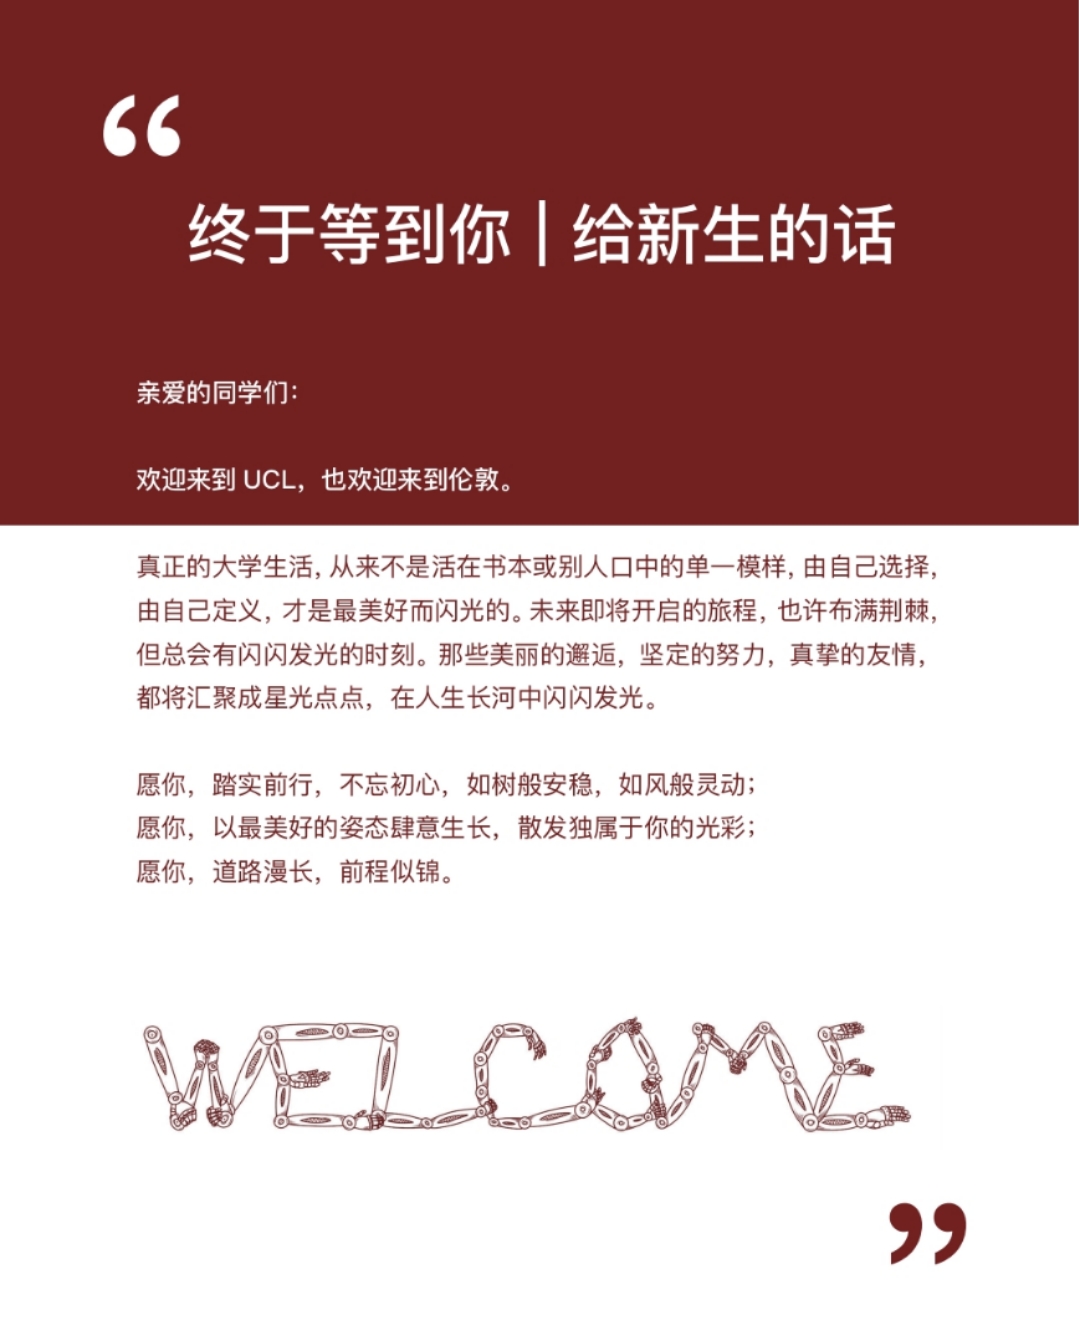 “
终于等到你 | 给新生的话
亲爱的同学们：
欢迎来到 UCL，也欢迎来到伦敦。
真正的大学生活，从来不是活在书本或别人口中的单一模样，由自己选择，
由自己定义，才是最美好而闪光的。未来即将开启的旅程，也许布满荆棘，
但总会有闪闪发光的时刻。那些美丽的邂逅，坚定的努力，真挚的友情，
都将汇聚成星光点点，在人生长河中闪闪发光。
愿你，踏实前行，不忘初心，如树般安稳，如风般灵动；
愿你，以最美好的姿态肆意生长，散发独属于你的光彩；
愿你，道路漫长，前程似锦。
WELCOME
”